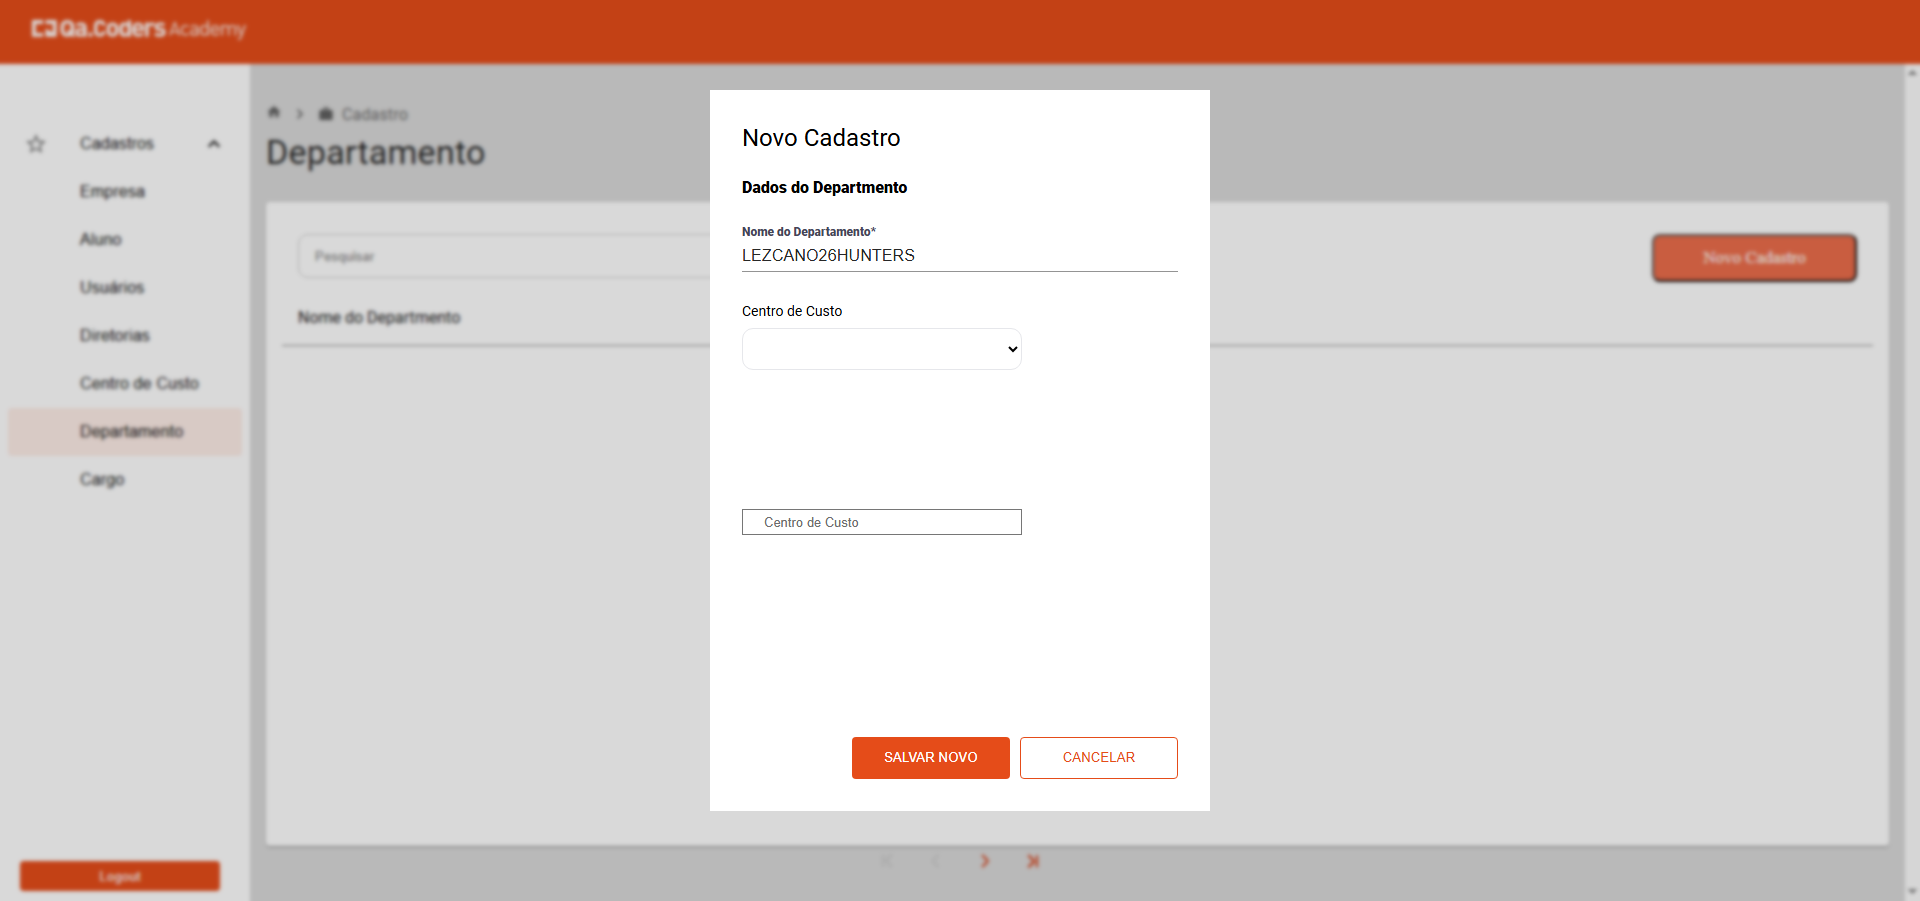 Qa.Coders Academy
Cadastros
Empresa
Aluno
Usuários
Diretorias
Centro de Custo
Departamento
Cargo
Logout
Cadastro
Departamento
Pesquisar
Novo Cadastro
Nome do Departmento
Novo Cadastro
Dados do Departmento
Nome do Departamento*
LEZCANO26HUNTERS
Centro de Custo
Centro de Custo
SALVAR NOVO
CANCELAR